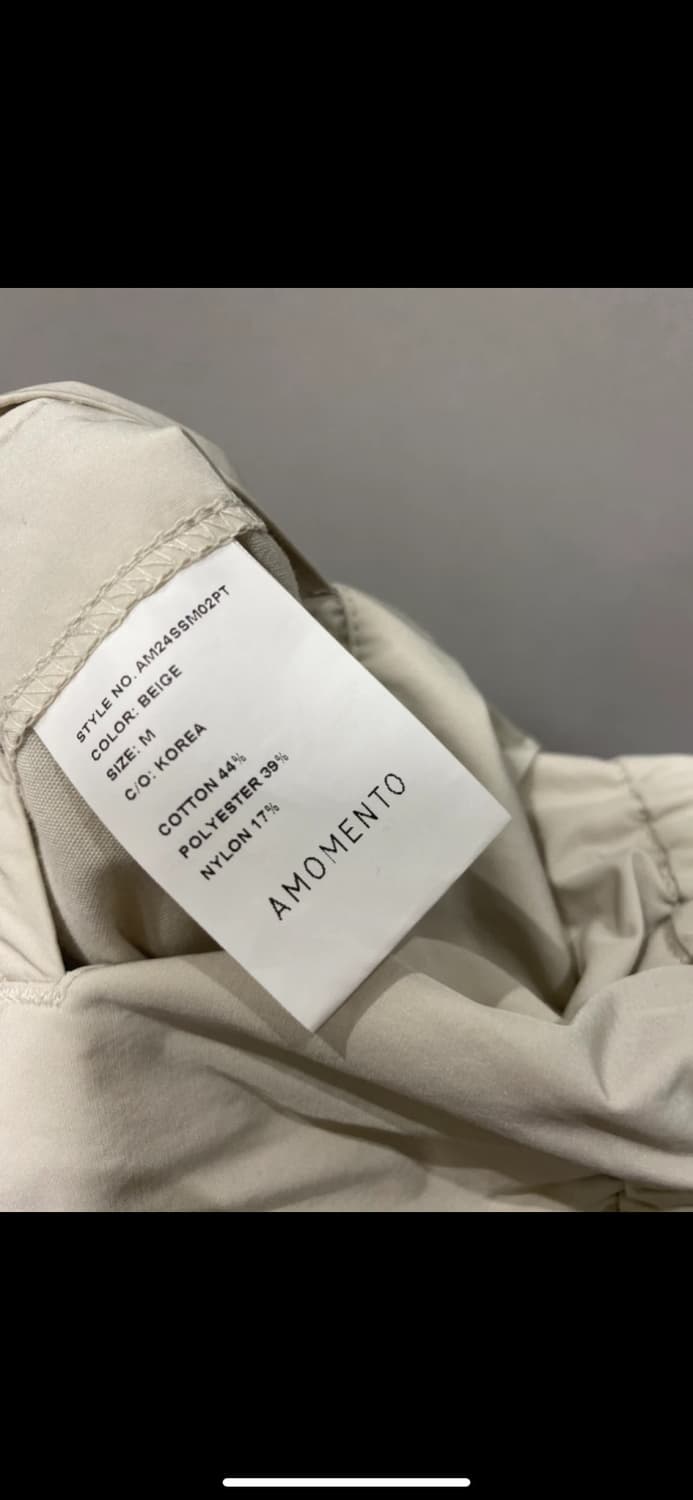 STYLE NO. AM24SSM02PT
COLOR: BEIGE
SIZE: M
C/O: KOREA
COTTON 44%
POLYESTER 39%
NYLON 17%
AMOMENTO